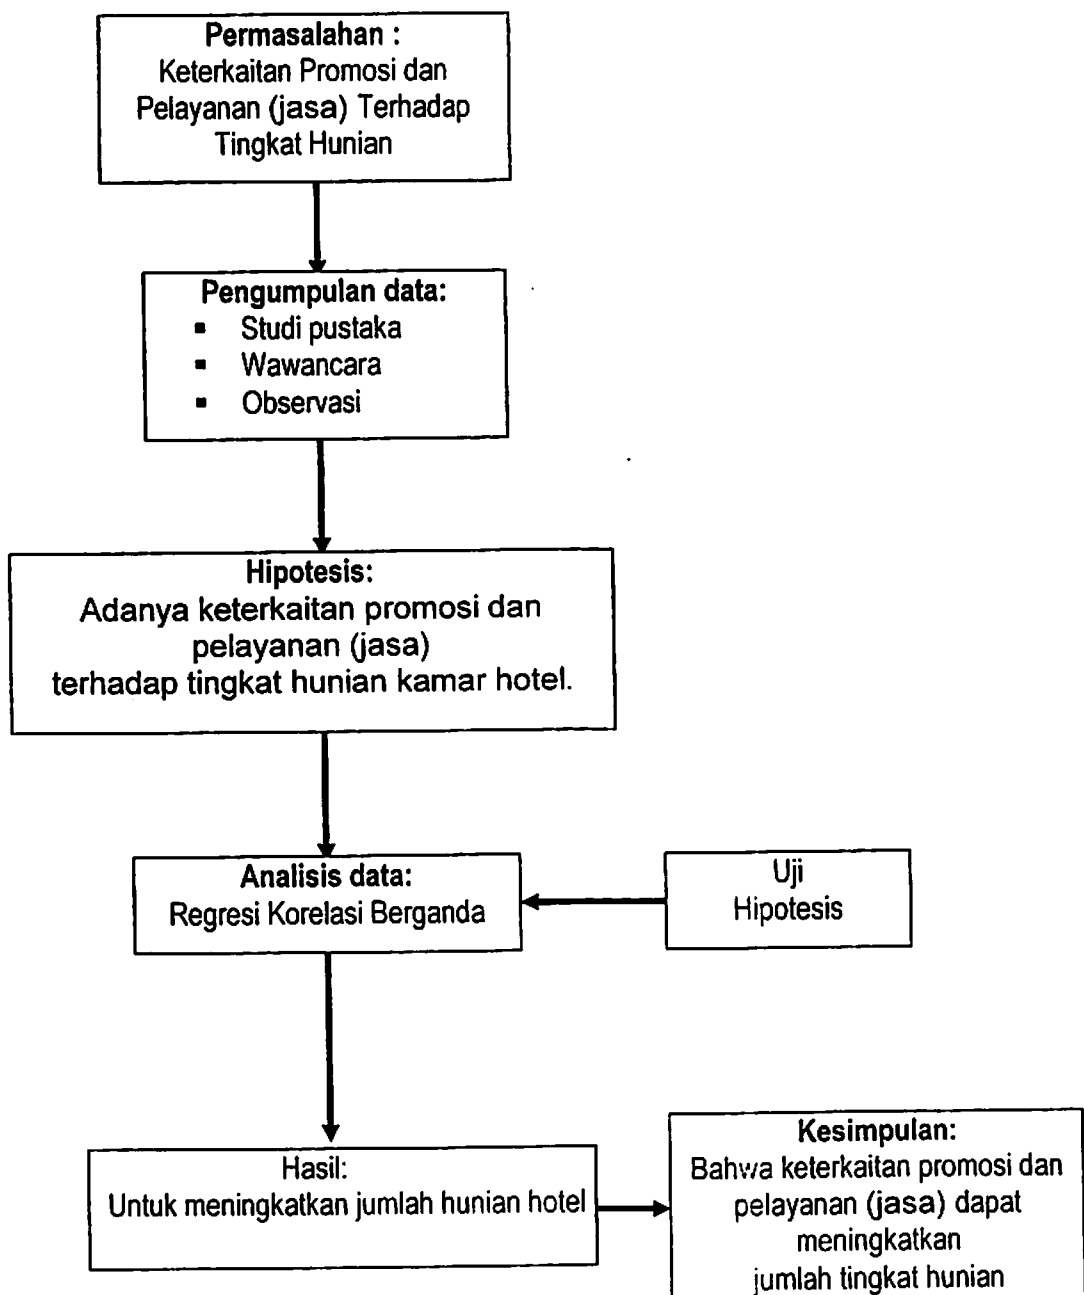 Permasalahan :
Keterkaitan Promosi dan
Pelayanan (jasa) Terhadap
Tingkat Hunian
Pengumpulan data:
▪ Studi pustaka
▪ Wawancara
▪ Observasi
Hipotesis:
Adanya keterkaitan promosi dan
pelayanan (jasa)
terhadap tingkat hunian kamar hotel.
Analisis data:
Regresi Korelasi Berganda
Uji
Hipotesis
Hasil:
Untuk meningkatkan jumlah hunian hotel
Kesimpulan:
Bahwa keterkaitan promosi dan
pelayanan (jasa) dapat
meningkatkan
jumlah tingkat hunian